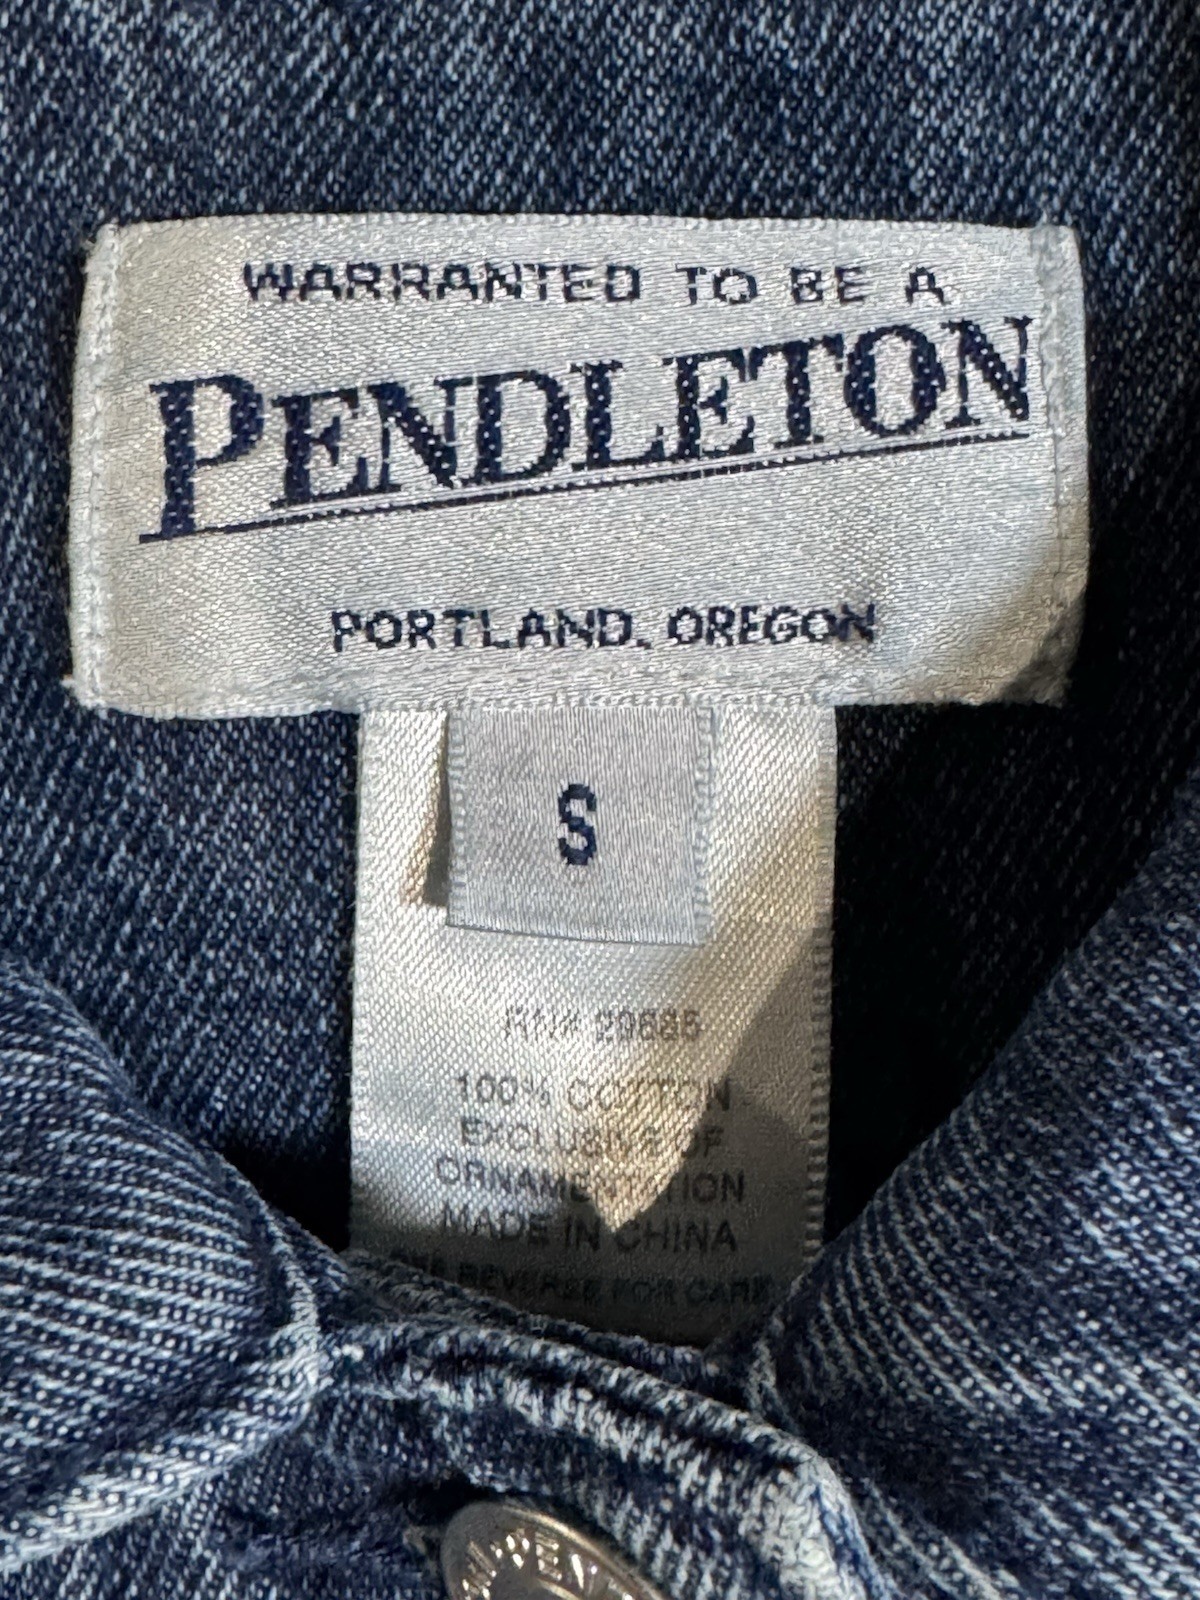 WARRANTED TO BE A
PENDLETON
PORTLAND, OREGON
S
RN# 29685
100% COTTON
EXCLUSIVE OF
ORNAMENTATION
MADE IN CHINA
REVERSE FOR CARE